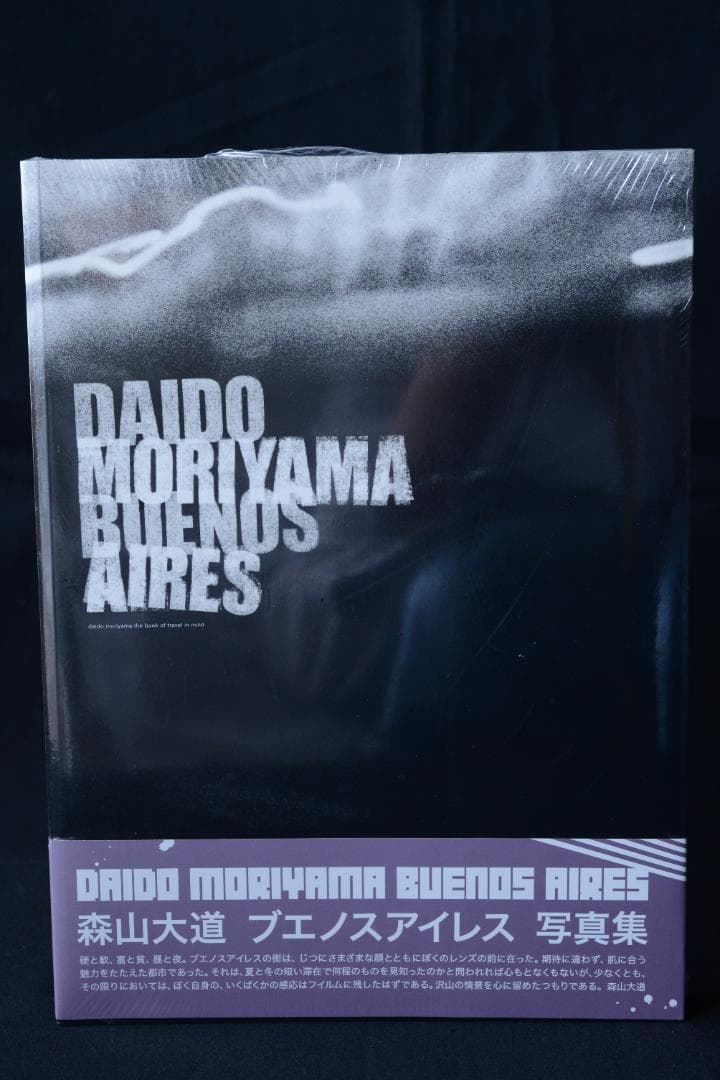 DAIDO
MORIYAMA
BUENOS
AIRES
daido moriyama the book of travel in mind
DAIDO MORIYAMA BUENOS AIRES
森山大道 ブエノスアイレス 写真集
硬と軟、富と貧、昼と夜。ブエノスアイレスの街は、じつにさまざまな顔とともにぼくのレンズの前に在った。期待に違わず、肌に合う
魅力をたたえた都市であった。それは、夏と冬の短い滞在で何程のものを見知ったのかと問われれば心もとなくもないが、少なくとも、
その限りにおいては、ぼく自身の、いくばくかの感応はフイルムに残したはずである。沢山の情景を心に留めたつもりである。森山大道